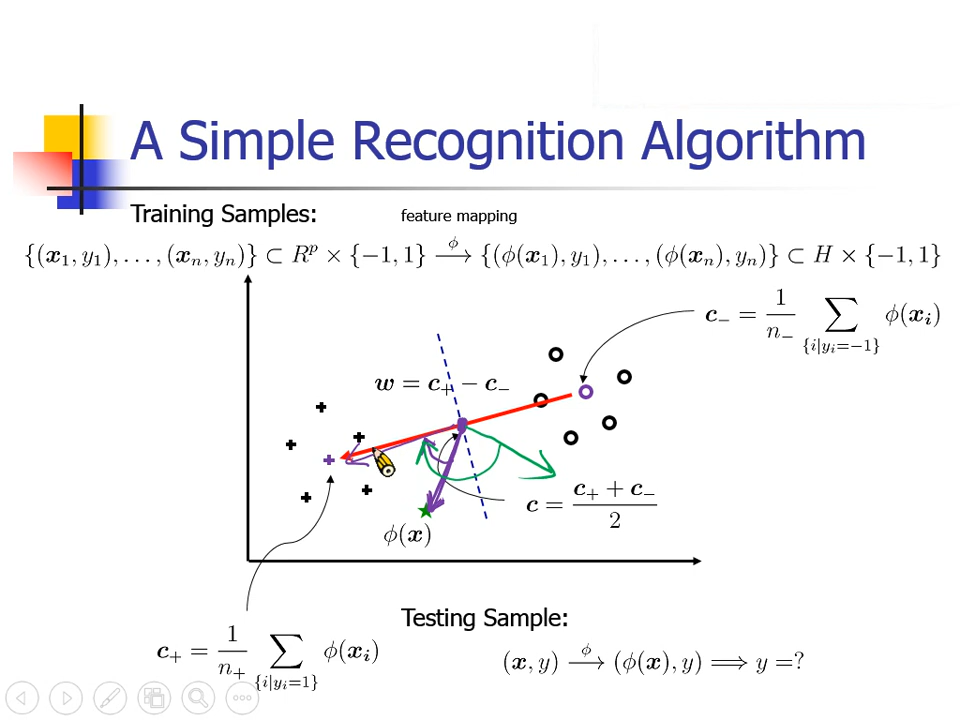 A Simple Recognition Algorithm
Training Samples:
feature mapping
{(x₁, y₁), . . . , (xₙ, yₙ)} ⊂ Rᵖ × {−1, 1} —ϕ→ {(ϕ(x₁), y₁), . . . , (ϕ(xₙ), yₙ)} ⊂ H × {−1, 1}
c₋ = 1/n₋ ∑_{i|yᵢ=−1} ϕ(xᵢ)
w = c₊ − c₋
c = (c₊ + c₋)/2
ϕ(x)
Testing Sample:
c₊ = 1/n₊ ∑_{i|yᵢ=1} ϕ(xᵢ)
(x, y) —ϕ→ (ϕ(x), y) ⟹ y =?